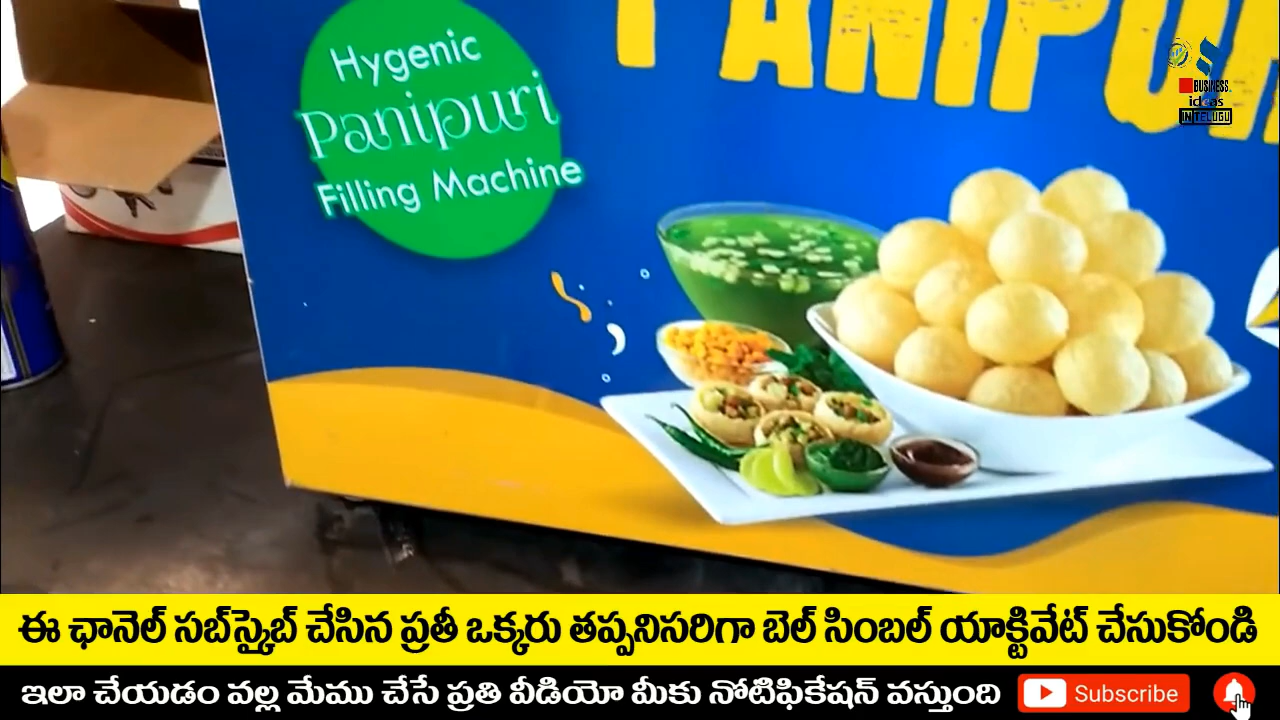 PANIPU
Hygenic
Panipuri
Filling Machine
BUSINESS
ideas
IN TELUGU
ఈ ఛానెల్ సబ్‌స్క్రైబ్ చేసిన ప్రతీ ఒక్కరు తప్పనిసరిగా బెల్ సింబల్ యాక్టివేట్ చేసుకోండి
ఇలా చేయడం వల్ల మేము చేసే ప్రతి వీడియో మీకు నోటిఫికేషన్ వస్తుంది
Subscribe